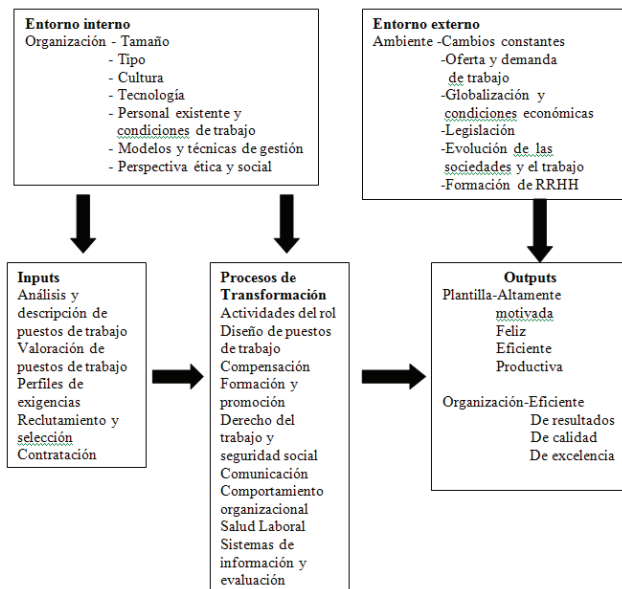 Entorno interno
Organización - Tamaño
- Tipo
- Cultura
- Tecnología
- Personal existente y
condiciones de trabajo
- Modelos y técnicas de gestión
- Perspectiva ética y social
Entorno externo
Ambiente -Cambios constantes
-Oferta y demanda
de trabajo
-Globalización y
condiciones económicas
-Legislación
-Evolución de las
sociedades y el trabajo
-Formación de RRHH
Inputs
Análisis y
descripción de
puestos de trabajo
Valoración de
puestos de trabajo
Perfiles de
exigencias
Reclutamiento y
selección
Contratación
Procesos de
Transformación
Actividades del rol
Diseño de puestos
de trabajo
Compensación
Formación y
promoción
Derecho del
trabajo y
seguridad social
Comunicación
Comportamiento
organizacional
Salud Laboral
Sistemas de
información y
evaluación
Outputs
Plantilla-Altamente
motivada
Feliz
Eficiente
Productiva
Organización-Eficiente
De resultados
De calidad
De excelencia